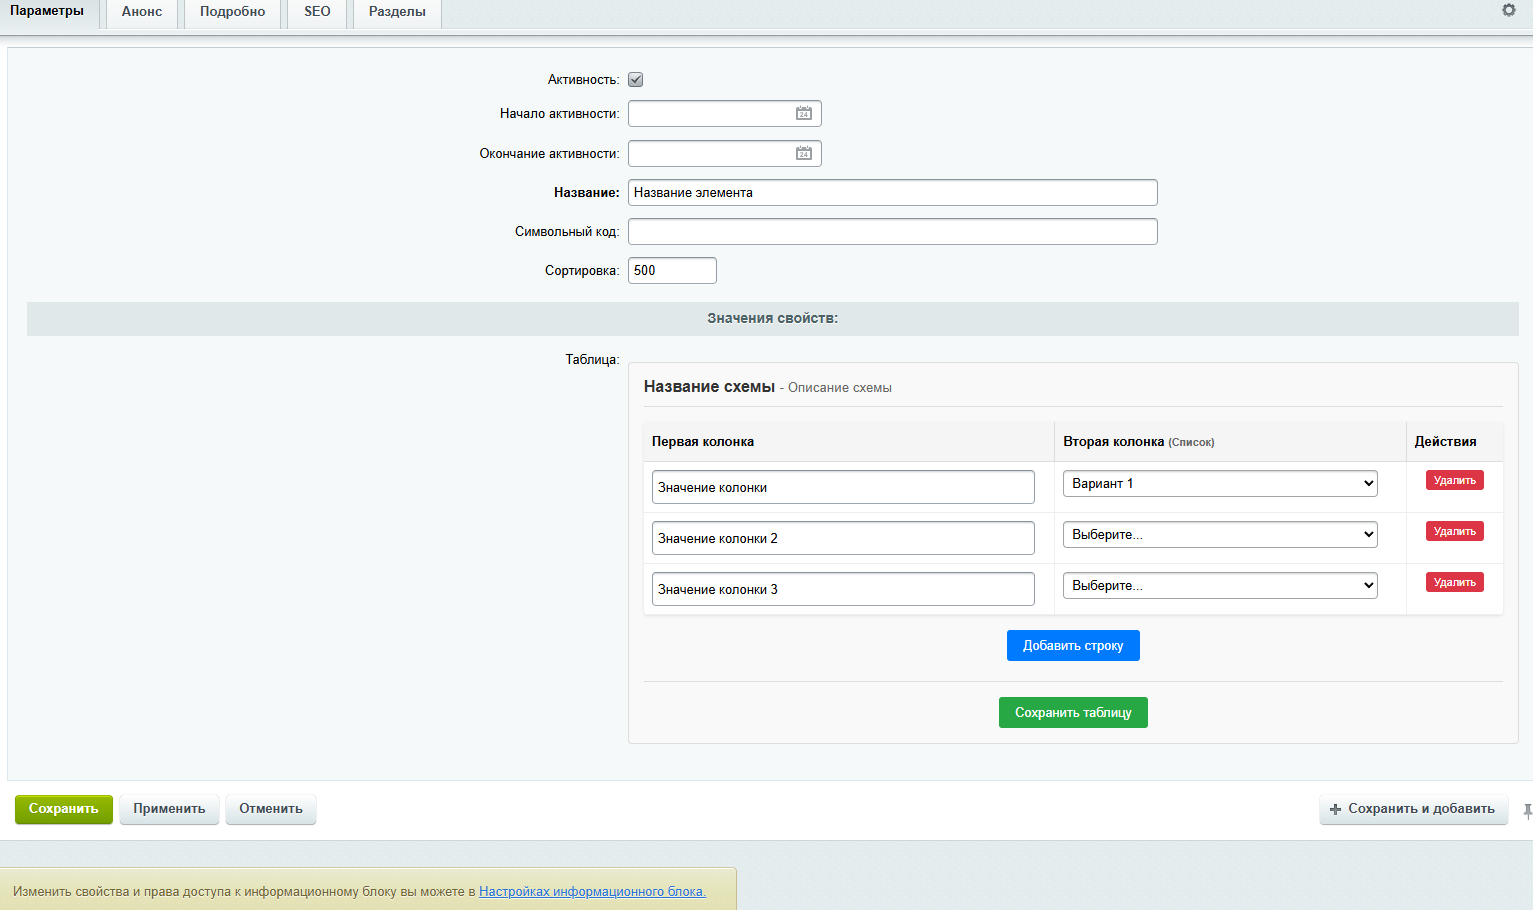 Параметры Анонс Подробно SEO Разделы
Активность:
Начало активности: 24
Окончание активности: 24
Название: Название элемента
Символьный код:
Сортировка: 500
Значения свойств:
Таблица:
Название схемы - Описание схемы
Первая колонка Вторая колонка (Список) Действия
Значение колонки Вариант 1 Удалить
Значение колонки 2 Выберите... Удалить
Значение колонки 3 Выберите... Удалить
Добавить строку
Сохранить таблицу
Сохранить Применить Отменить Сохранить и добавить
Изменить свойства и права доступа к информационному блоку вы можете в Настройках информационного блока.